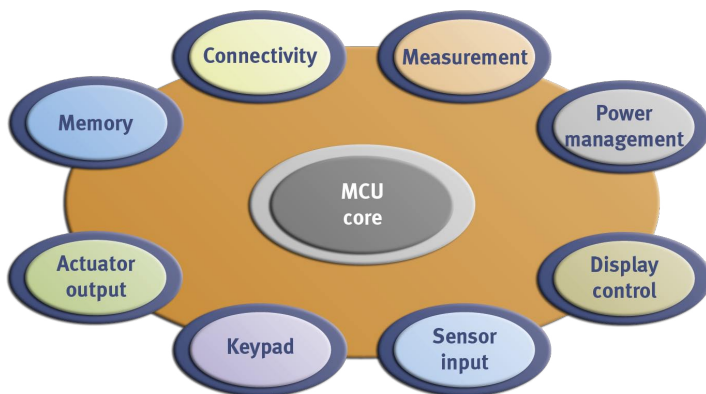 Connectivity
Measurement
Memory
Power
management
MCU
core
Actuator
output
Display
control
Keypad
Sensor
input